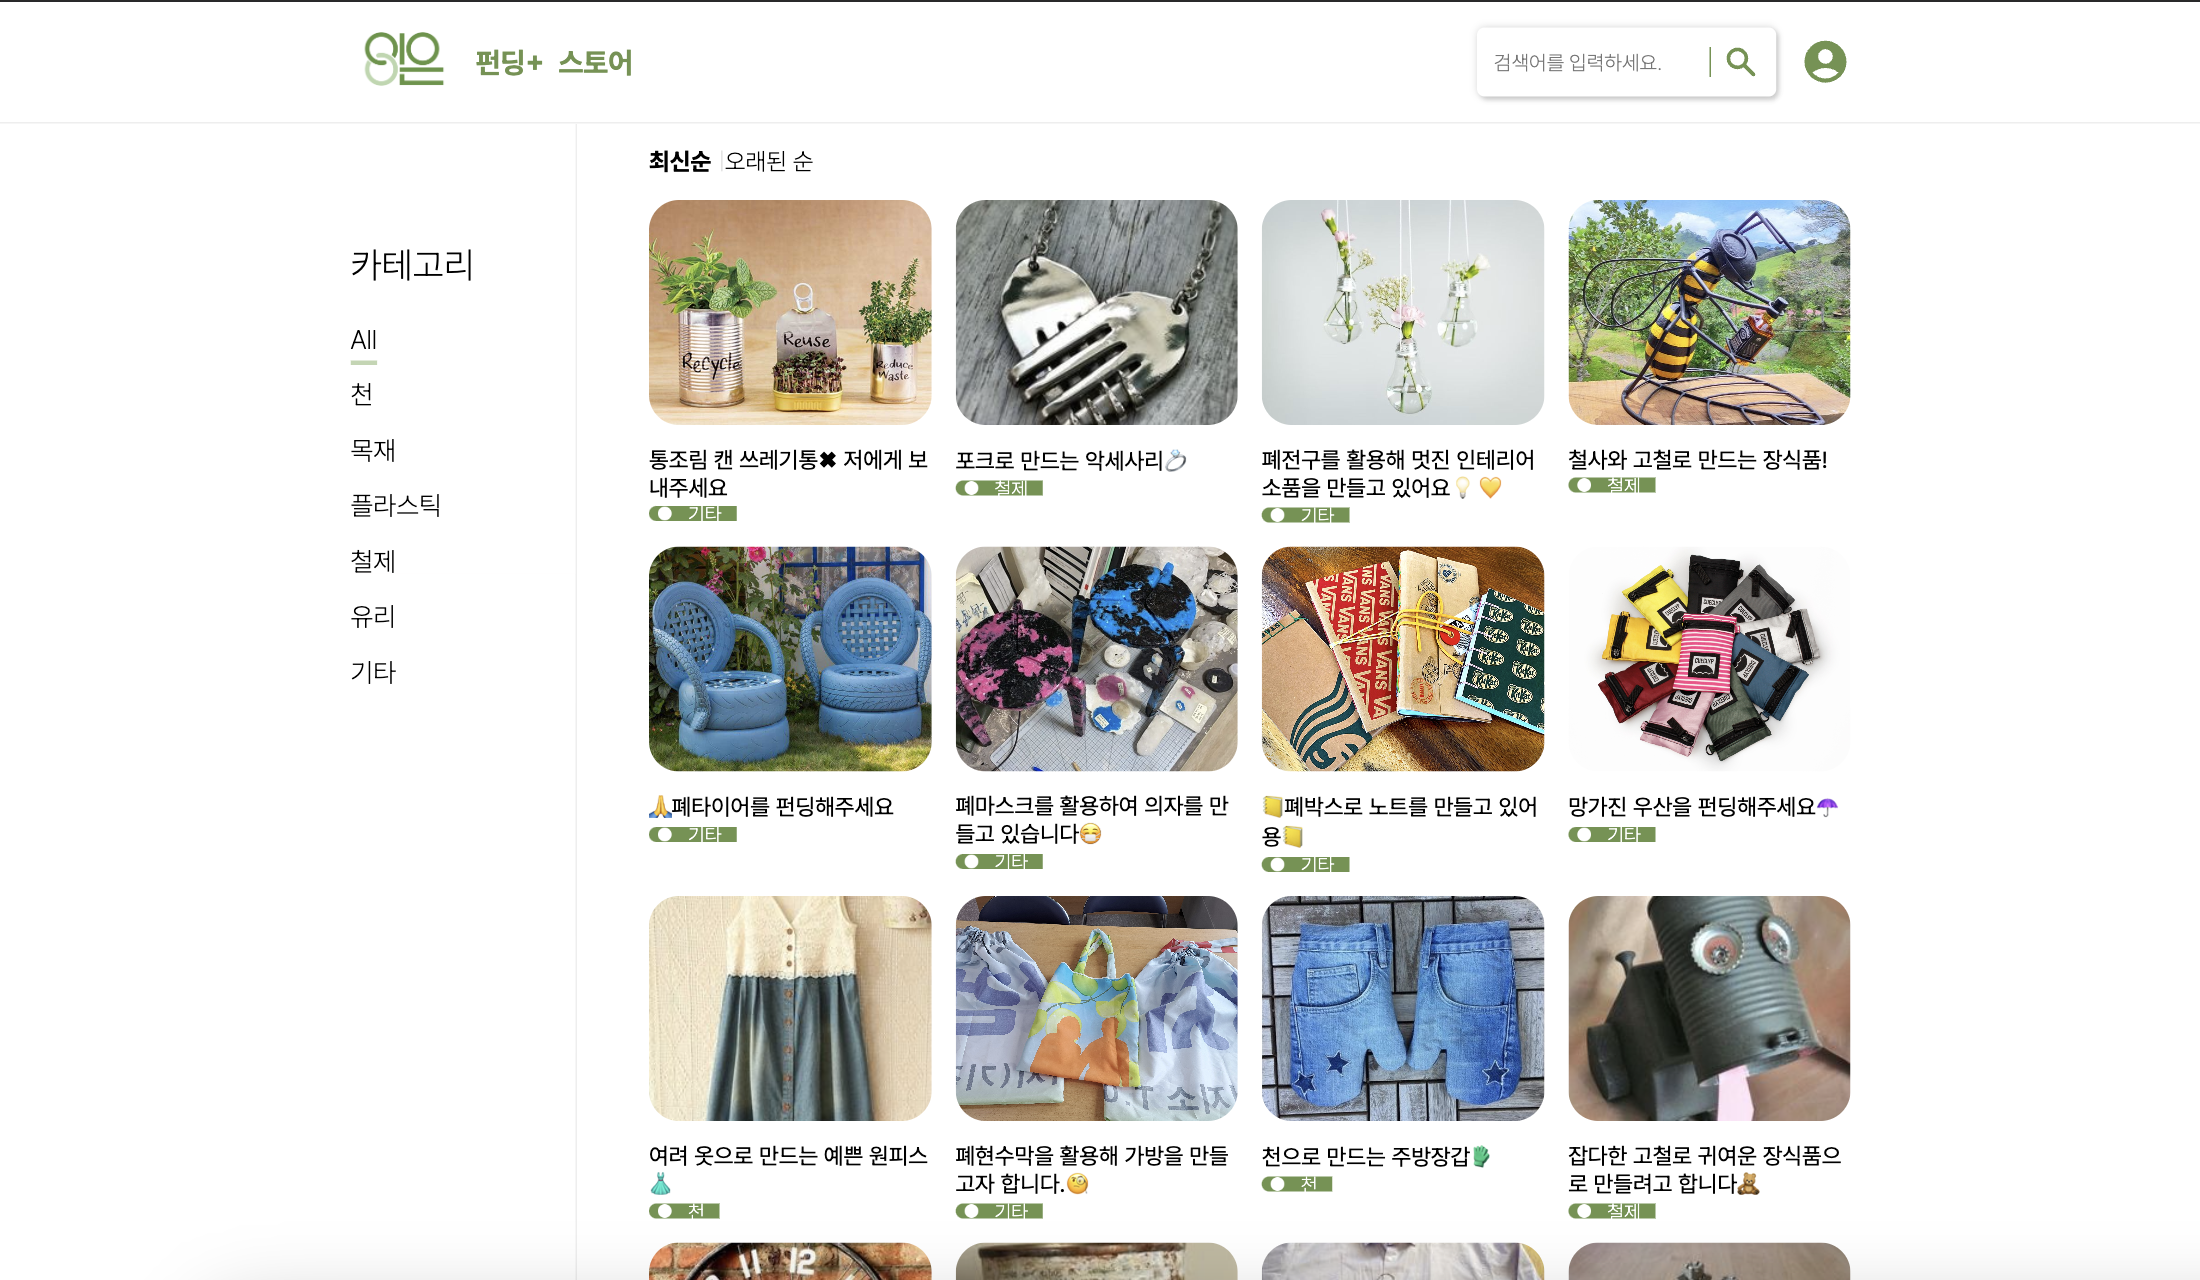 잇은
펀딩+ 스토어
검색어를 입력하세요.
최신순 오래된 순
카테고리
All
천
목재
플라스틱
철제
유리
기타
Recycle
Reuse
Reduce
Waste
통조림 캔 쓰레기통✖ 저에게 보
내주세요
기타
포크로 만드는 악세사리💍
철제
폐전구를 활용해 멋진 인테리어
소품을 만들고 있어요💡 💛
기타
철사와 고철로 만드는 장식품!
철제
VANS VANS
VANS VANS
🙏폐타이어를 펀딩해주세요
기타
폐마스크를 활용하여 의자를 만
들고 있습니다😷
기타
📒폐박스로 노트를 만들고 있어
용📒
기타
망가진 우산을 펀딩해주세요☂
기타
여려 옷으로 만드는 예쁜 원피스
👗
천
폐현수막을 활용해 가방을 만들
고자 합니다.🧐
기타
천으로 만드는 주방장갑🧤
천
잡다한 고철로 귀여운 장식품으
로 만들려고 합니다🧸
철제
12
11